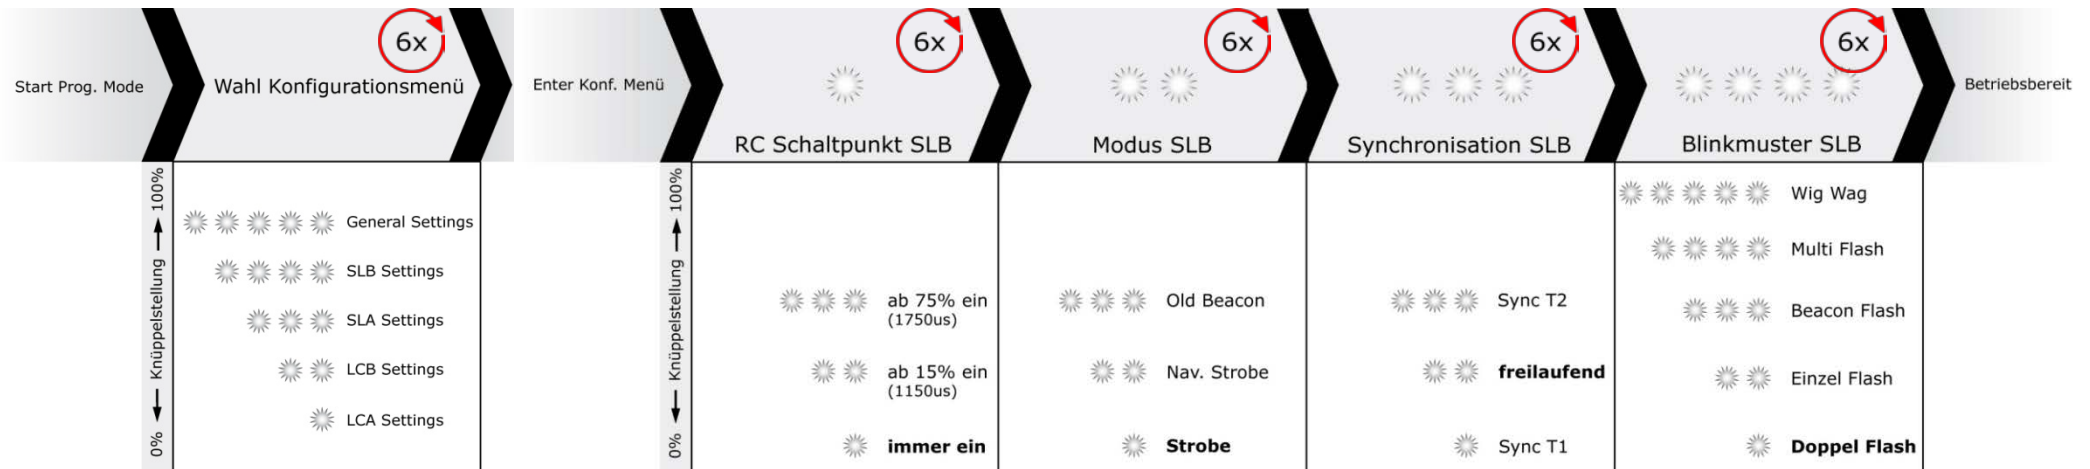 Start Prog. Mode
Wahl Konfigurationsmenü
6x
Enter Konf. Menü
6x
RC Schaltpunkt SLB
6x
Modus SLB
6x
Synchronisation SLB
6x
Blinkmuster SLB
Betriebsbereit
0% Knüppelstellung 100%
General Settings
SLB Settings
SLA Settings
LCB Settings
LCA Settings
0% Knüppelstellung 100%
ab 75% ein
(1750us)
ab 15% ein
(1150us)
immer ein
Old Beacon
Nav. Strobe
Strobe
Sync T2
freilaufend
Sync T1
Wig Wag
Multi Flash
Beacon Flash
Einzel Flash
Doppel Flash